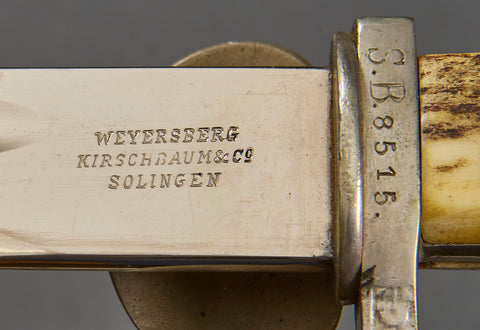 WEYERSBERG
KIRSCHBAUM&Cº
SOLINGEN
S.B.8515.